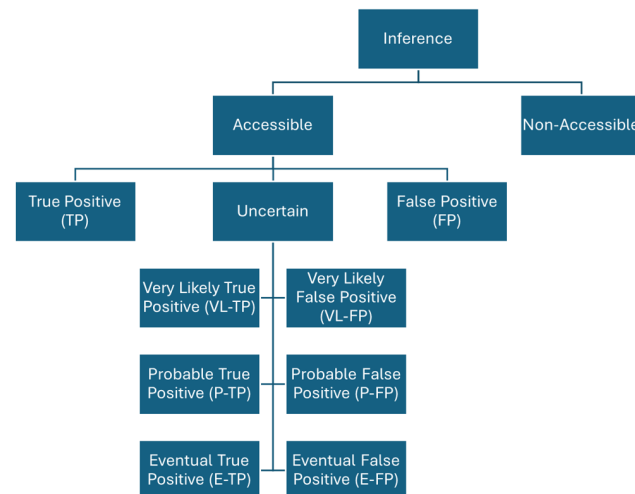 Inference
Accessible
Non-Accessible
True Positive
(TP)
Uncertain
False Positive
(FP)
Very Likely True
Positive (VL-TP)
Very Likely
False Positive
(VL-FP)
Probable True
Positive (P-TP)
Probable False
Positive (P-FP)
Eventual True
Positive (E-TP)
Eventual False
Positive (E-FP)